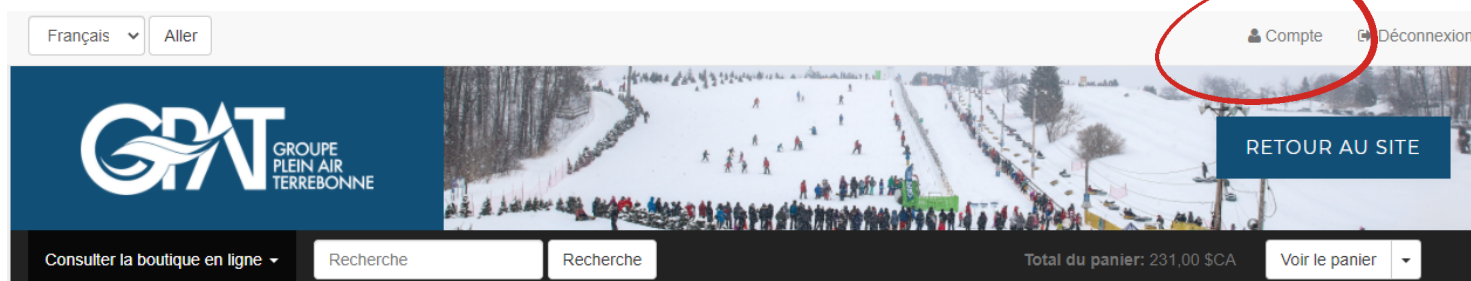 Français Aller Compte Déconnexion
GPAT GROUPE
PLEIN AIR
TERREBONNE
RETOUR AU SITE
Consulter la boutique en ligne Recherche Recherche Total du panier: 231,00 $CA Voir le panier